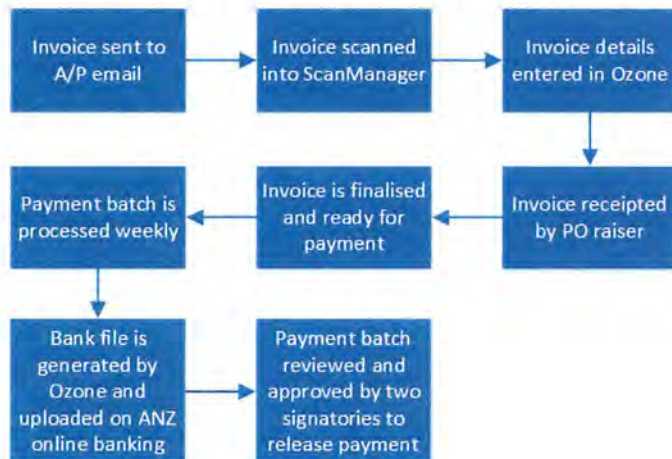 Invoice sent to
A/P email
Invoice scanned
into ScanManager
Invoice details
entered in Ozone
Invoice receipted
by PO raiser
Invoice is finalised
and ready for
payment
Payment batch is
processed weekly
Bank file is
generated by
Ozone and
uploaded on ANZ
online banking
Payment batch
reviewed and
approved by two
signatories to
release payment